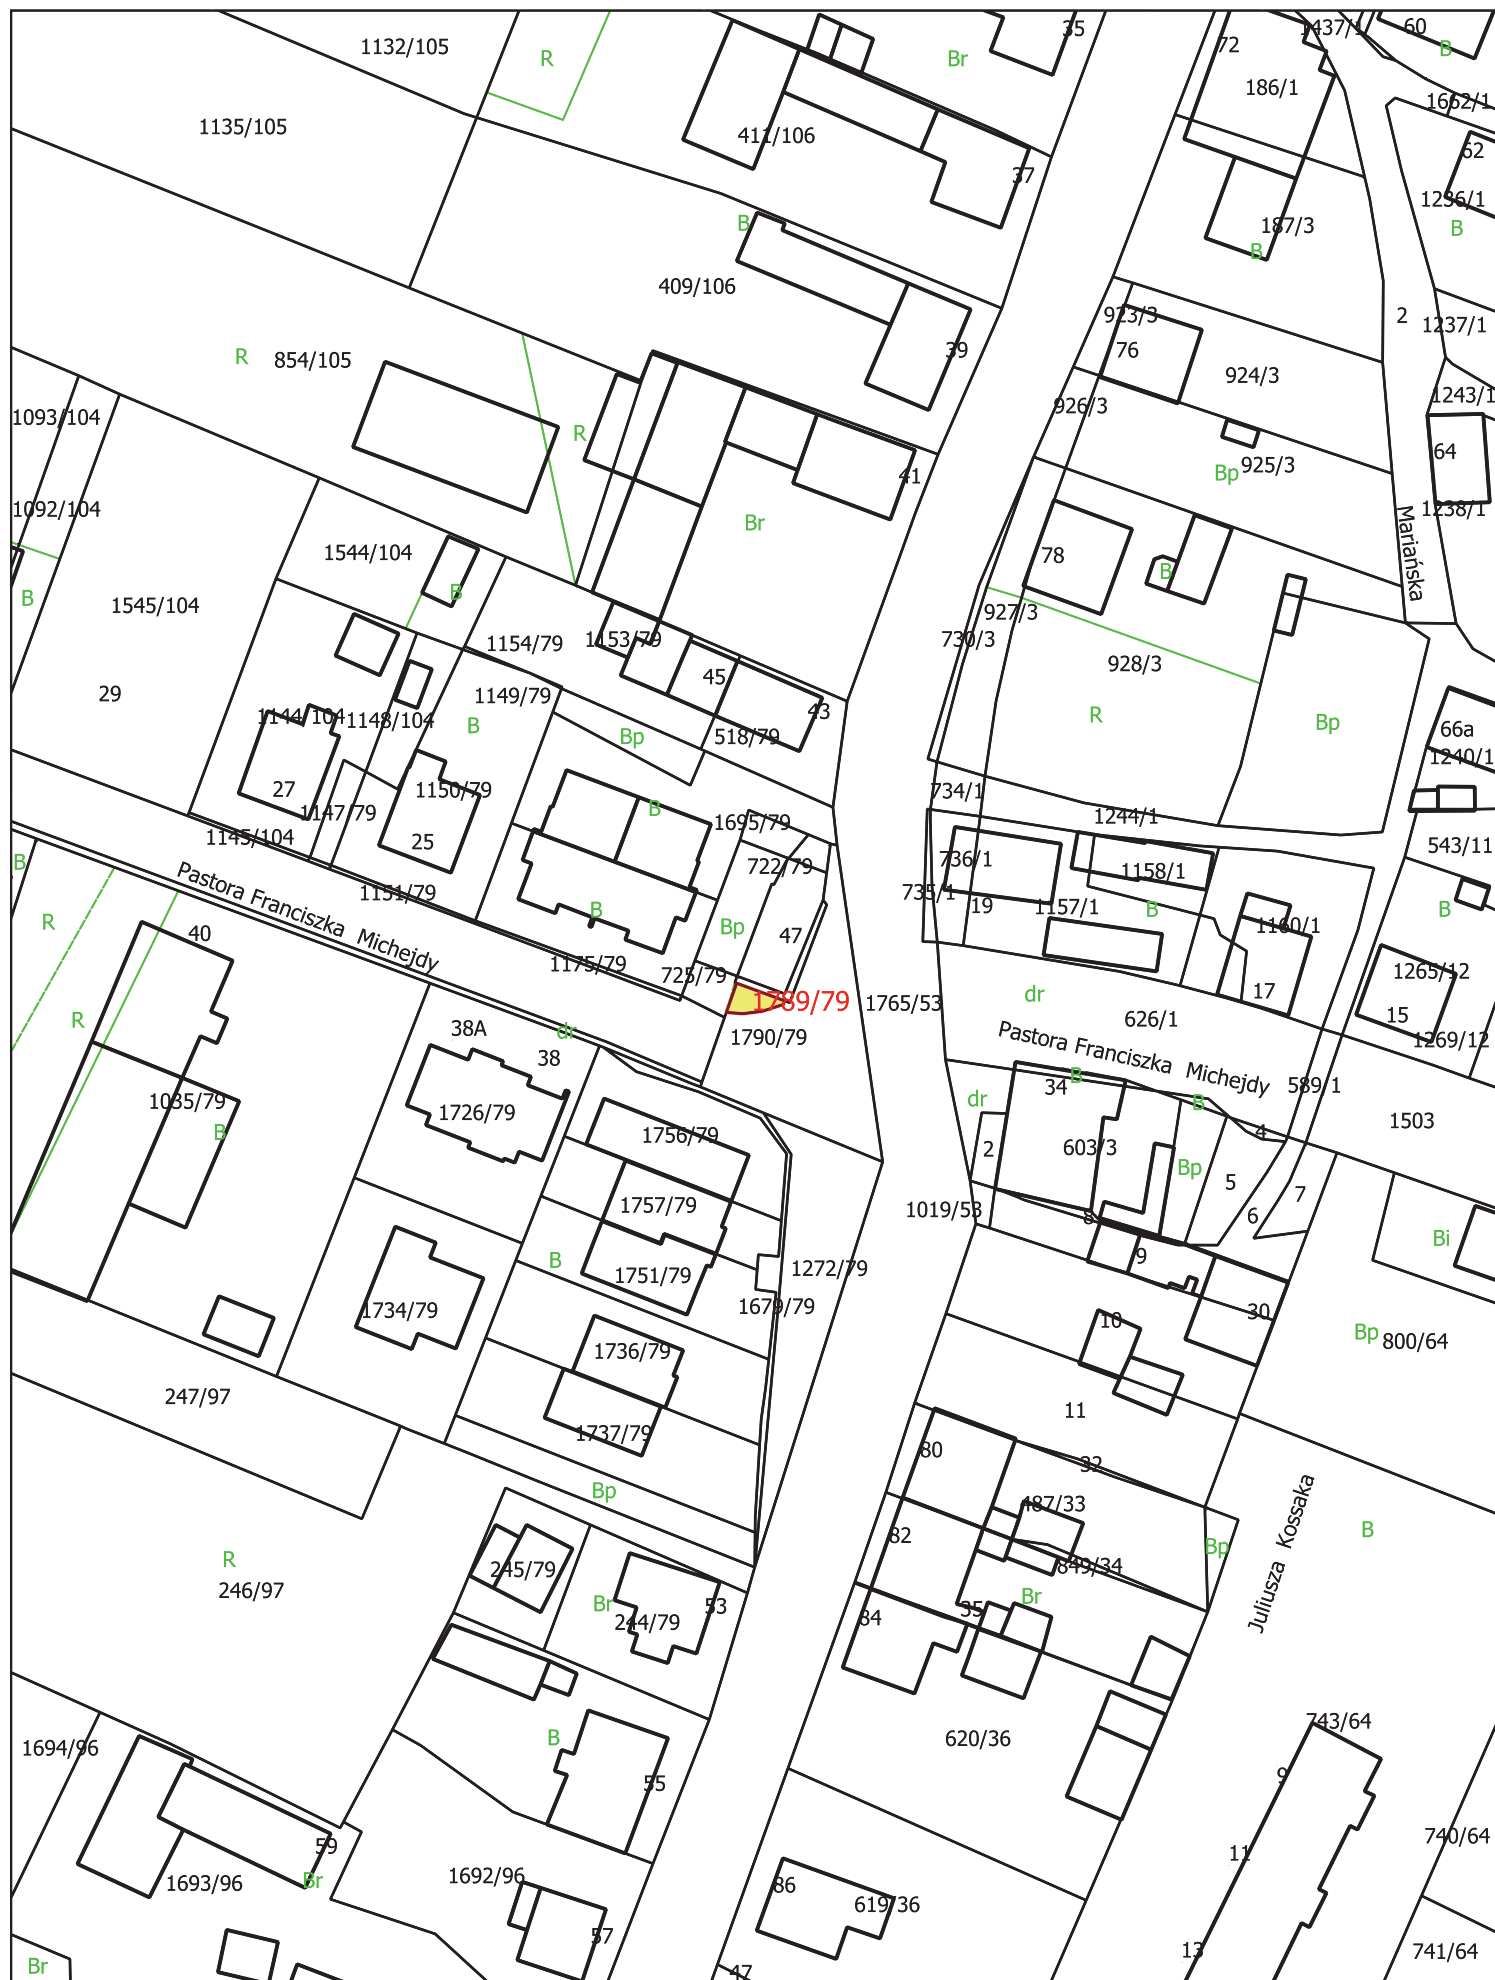 35
1437/1
60
1132/105
72
B
R
Br
186/1
1662/1
1135/105
411/106
62
37
1236/1
B
187/3
B
B
409/106
923/3
2
1237/1
R
854/105
39
76
924/3
1243/1
1093/104
926/3
R
41
Bp
925/3
64
1092/104
Br
1238/1
Mariańska
1544/104
78
B
B
B
1545/104
927/3
1154/79
1153/79
730/3
928/3
29
45
1149/79
1144/104
1148/104
B
43
R
Bp
66a
Bp
518/79
1240/1
27
1150/79
734/1
B
1147/79
1695/79
1244/1
1145/104
25
543/11
B
722/79
736/1
1158/1
Pastora Franciszka Michejdy
1151/79
735/1
19
1157/1
B
B
R
B
Bp
47
1160/1
40
1175/79
725/79
1265/12
R
1789/79
1765/53
dr
17
15
38A
dr
1790/79
626/1
1269/12
38
Pastora Franciszka Michejdy
1035/79
B
1726/79
34
B
589/1
dr
B
1503
1756/79
2
603/3
4
Bp
5
7
1757/79
1019/53
8
6
Bi
B
1751/79
1272/79
9
1679/79
1734/79
10
30
Bp
800/64
1736/79
247/97
11
1737/79
80
32
Bp
487/33
Juliusza Kossaka
B
82
Bp
R
246/97
245/79
849/34
Br
Br
53
244/79
35
84
B
620/36
743/64
1694/96
9
55
740/64
59
11
1693/96
Br
1692/96
86
619/36
57
13
741/64
Br
47